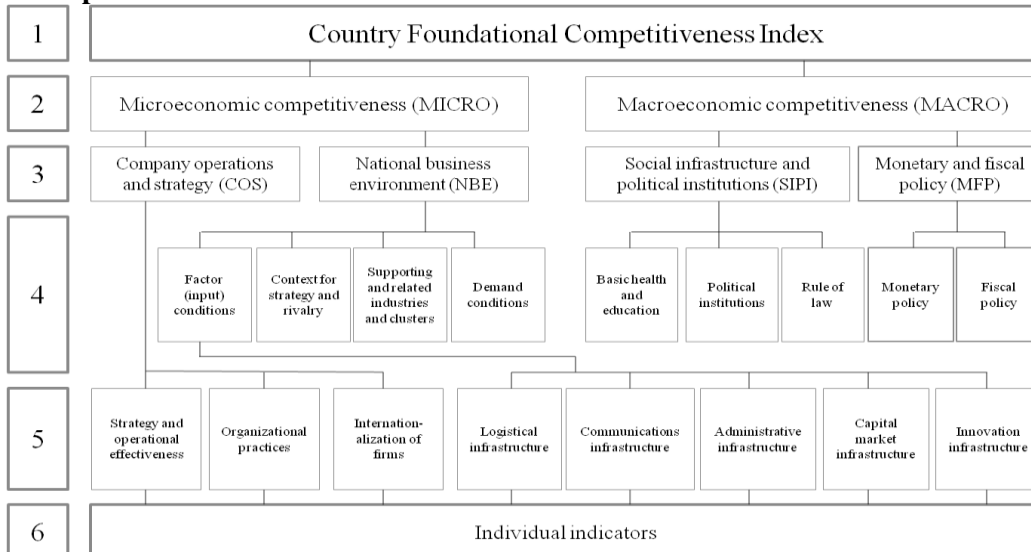 1
Country Foundational Competitiveness Index
2
Microeconomic competitiveness (MICRO)
Macroeconomic competitiveness (MACRO)
3
Company operations
and strategy (COS)
National business
environment (NBE)
Social infrastructure and
political institutions (SIPI)
Monetary and fiscal
policy (MFP)
4
Factor
(input)
conditions
Context for
strategy and
rivalry
Supporting
and related
industries
and clusters
Demand
conditions
Basic health
and
education
Political
institutions
Rule of
law
Monetary
policy
Fiscal
policy
5
Strategy and
operational
effectiveness
Organizational
practices
Internation-
alization of
firms
Logistical
infrastructure
Communications
infrastructure
Administrative
infrastructure
Capital
market
infrastructure
Innovation
infrastructure
6
Individual indicators